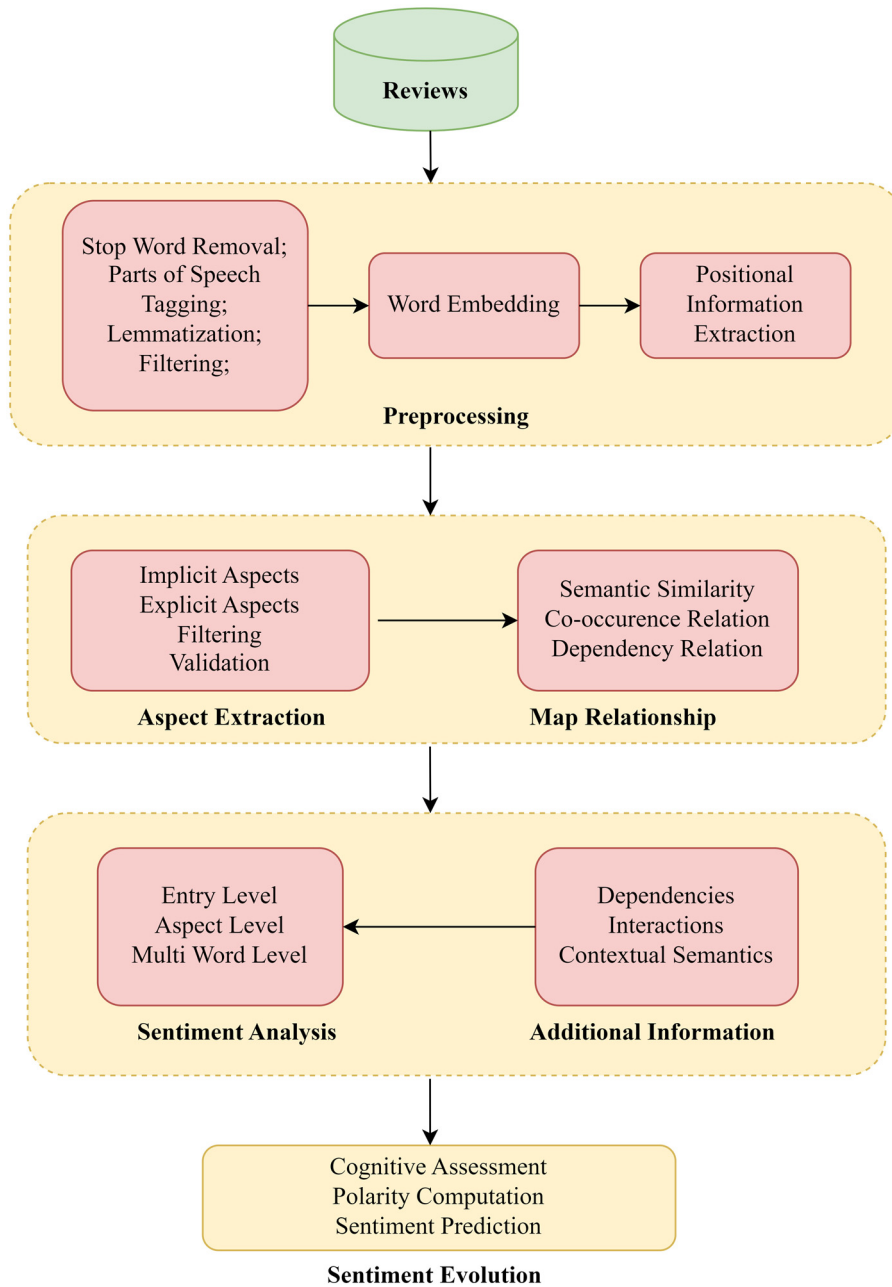 Reviews
Stop Word Removal;
Parts of Speech
Tagging;
Lemmatization;
Filtering;
Word Embedding
Positional
Information
Extraction
Preprocessing
Implicit Aspects
Explicit Aspects
Filtering
Validation
Semantic Similarity
Co-occurence Relation
Dependency Relation
Aspect Extraction
Map Relationship
Entry Level
Aspect Level
Multi Word Level
Dependencies
Interactions
Contextual Semantics
Sentiment Analysis
Additional Information
Cognitive Assessment
Polarity Computation
Sentiment Prediction
Sentiment Evolution